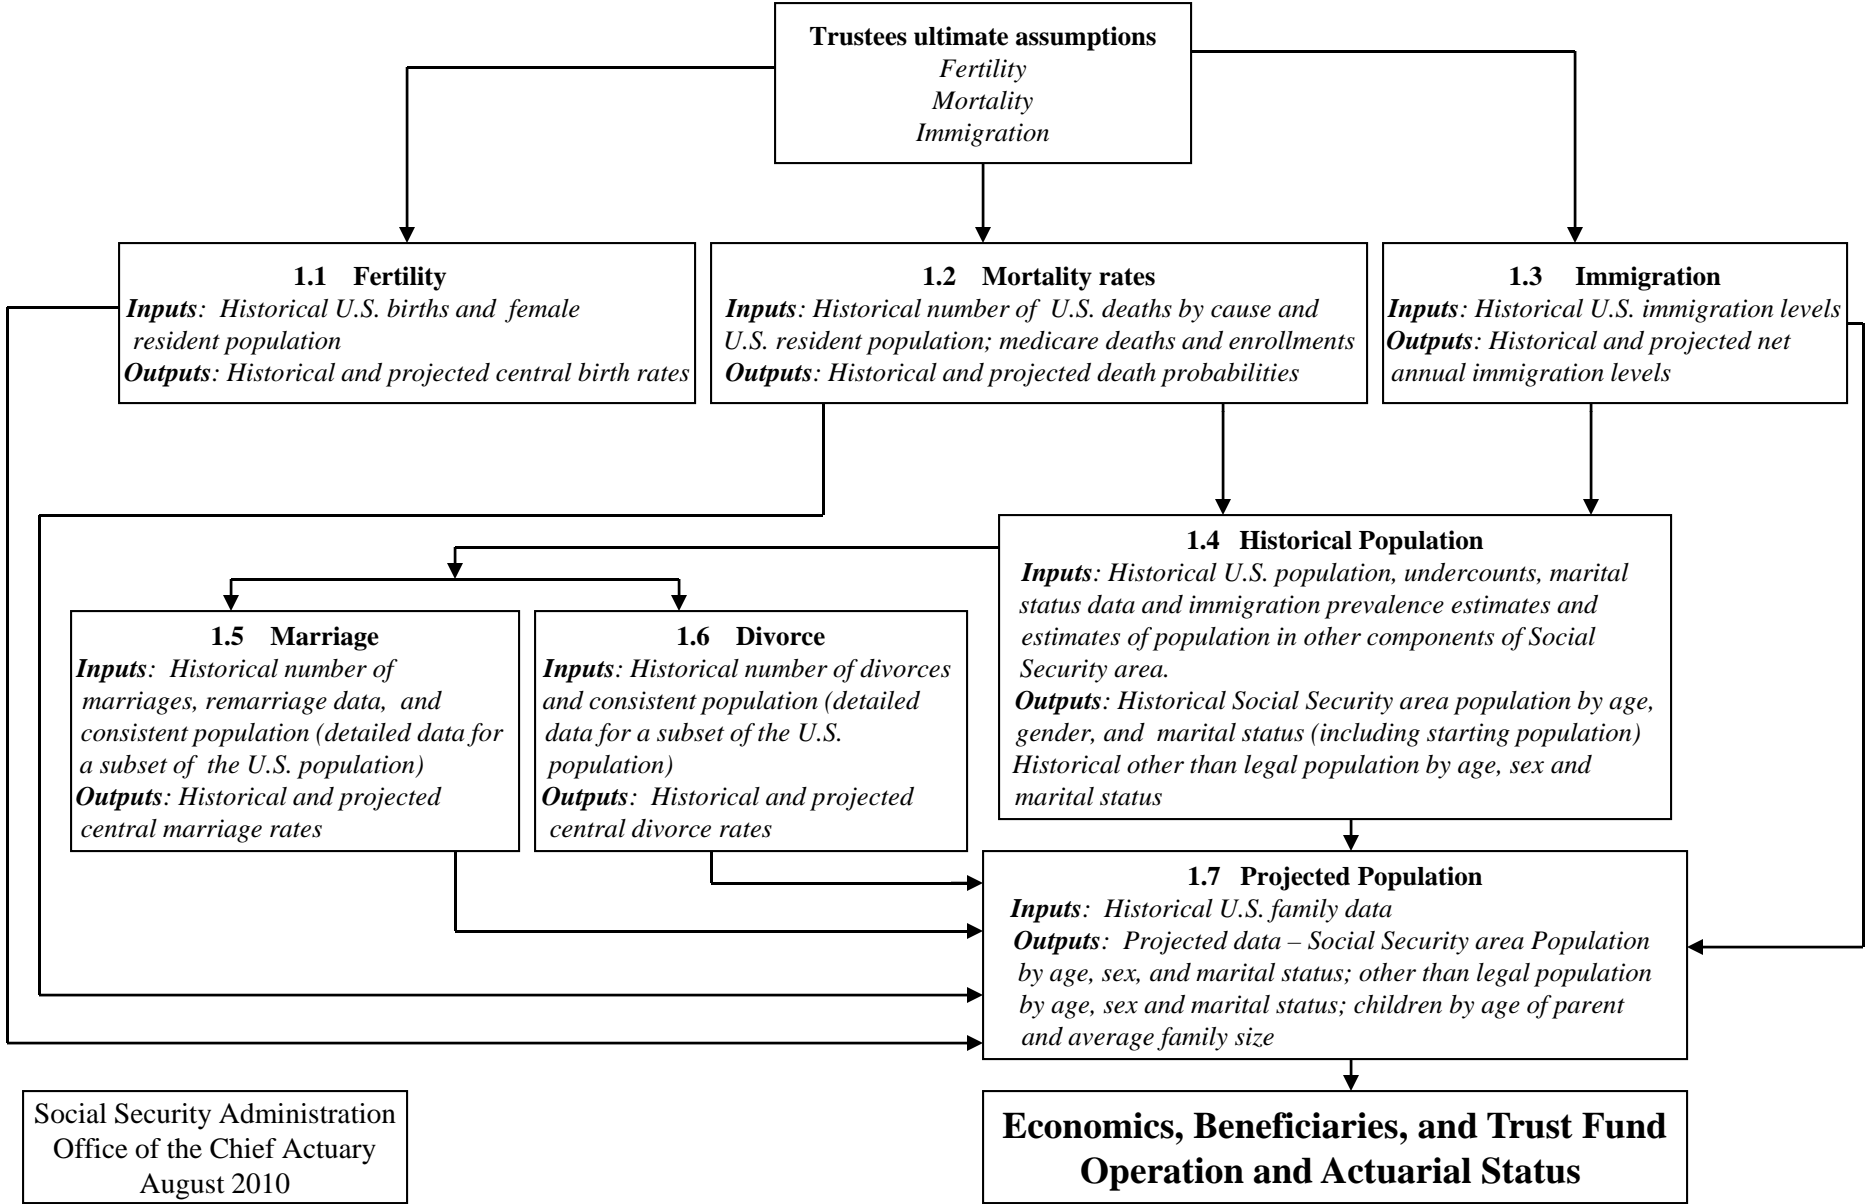 Trustees ultimate assumptions
Fertility
Mortality
Immigration
1.1 Fertility
Inputs: Historical U.S. births and female
resident population
Outputs: Historical and projected central birth rates
1.2 Mortality rates
Inputs: Historical number of U.S. deaths by cause and
U.S. resident population; medicare deaths and enrollments
Outputs: Historical and projected death probabilities
1.3 Immigration
Inputs: Historical U.S. immigration levels
Outputs: Historical and projected net
annual immigration levels
1.4 Historical Population
Inputs: Historical U.S. population, undercounts, marital
status data and immigration prevalence estimates and
estimates of population in other components of Social
Security area.
Outputs: Historical Social Security area population by age,
gender, and marital status (including starting population)
Historical other than legal population by age, sex and
marital status
1.5 Marriage
Inputs: Historical number of
marriages, remarriage data, and
consistent population (detailed data for
a subset of the U.S. population)
Outputs: Historical and projected
central marriage rates
1.6 Divorce
Inputs: Historical number of divorces
and consistent population (detailed
data for a subset of the U.S.
population)
Outputs: Historical and projected
central divorce rates
1.7 Projected Population
Inputs: Historical U.S. family data
Outputs: Projected data – Social Security area Population
by age, sex, and marital status; other than legal population
by age, sex and marital status; children by age of parent
and average family size
Social Security Administration
Office of the Chief Actuary
August 2010
Economics, Beneficiaries, and Trust Fund
Operation and Actuarial Status